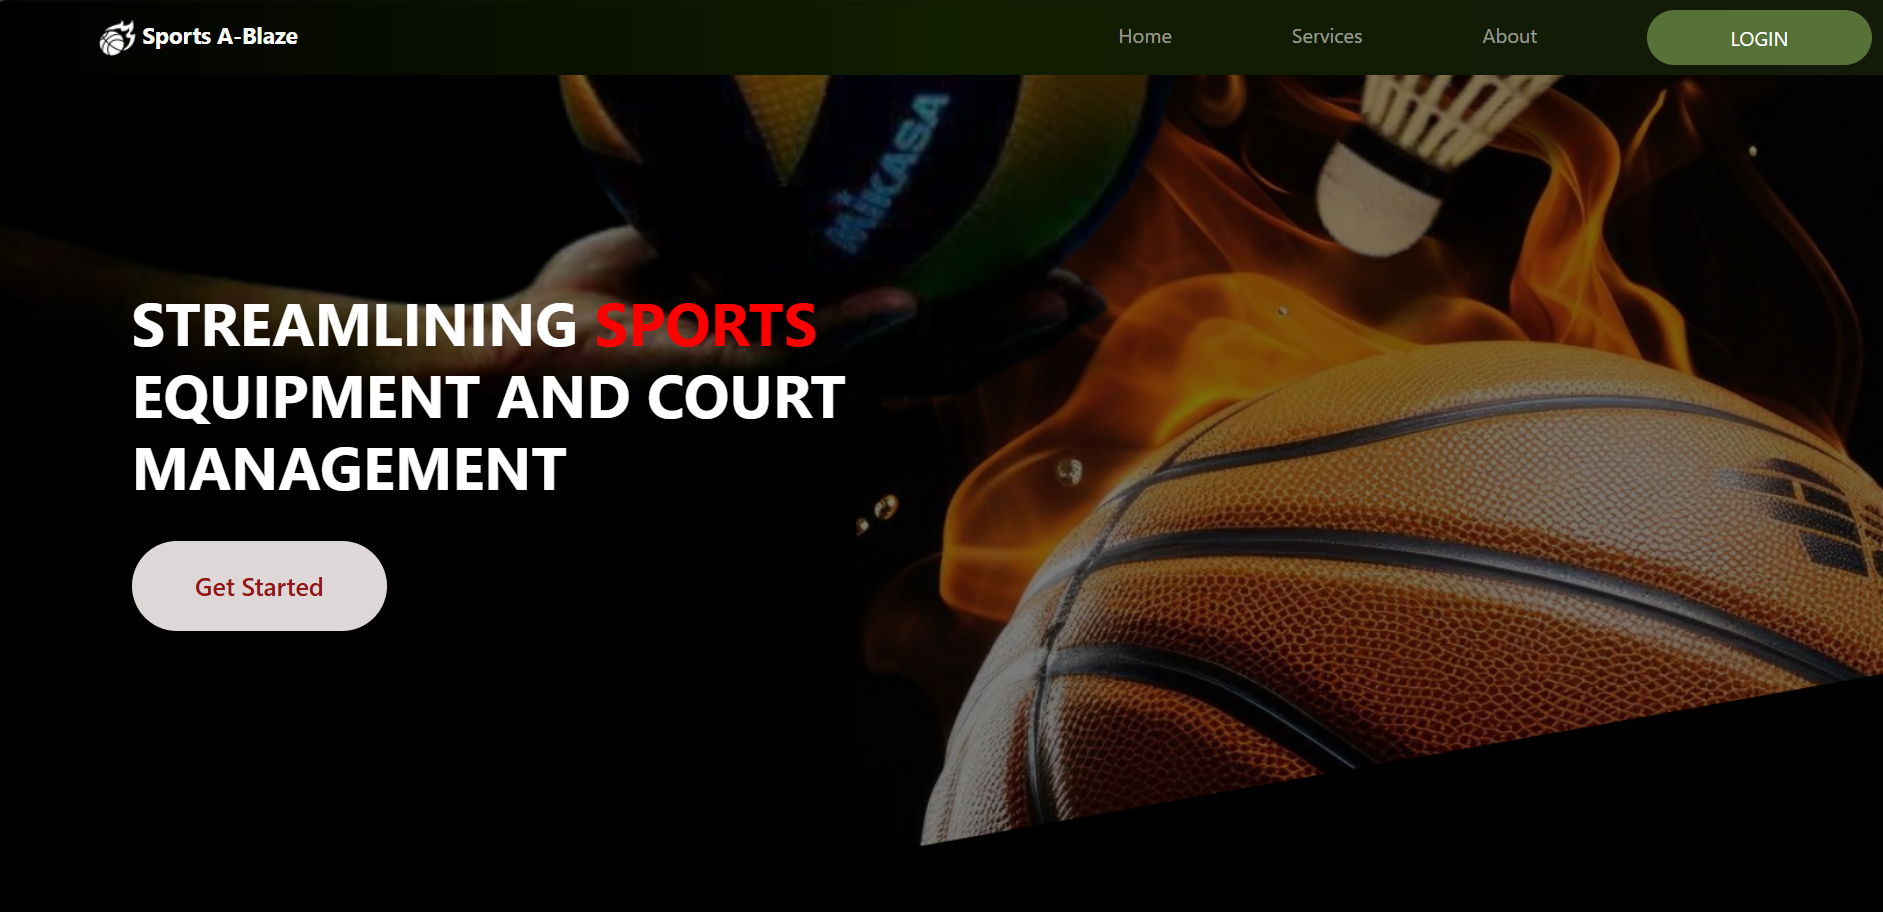 Sports A-Blaze
Home
Services
About
LOGIN
MIKASA
STREAMLINING SPORTS
EQUIPMENT AND COURT
MANAGEMENT
Get Started